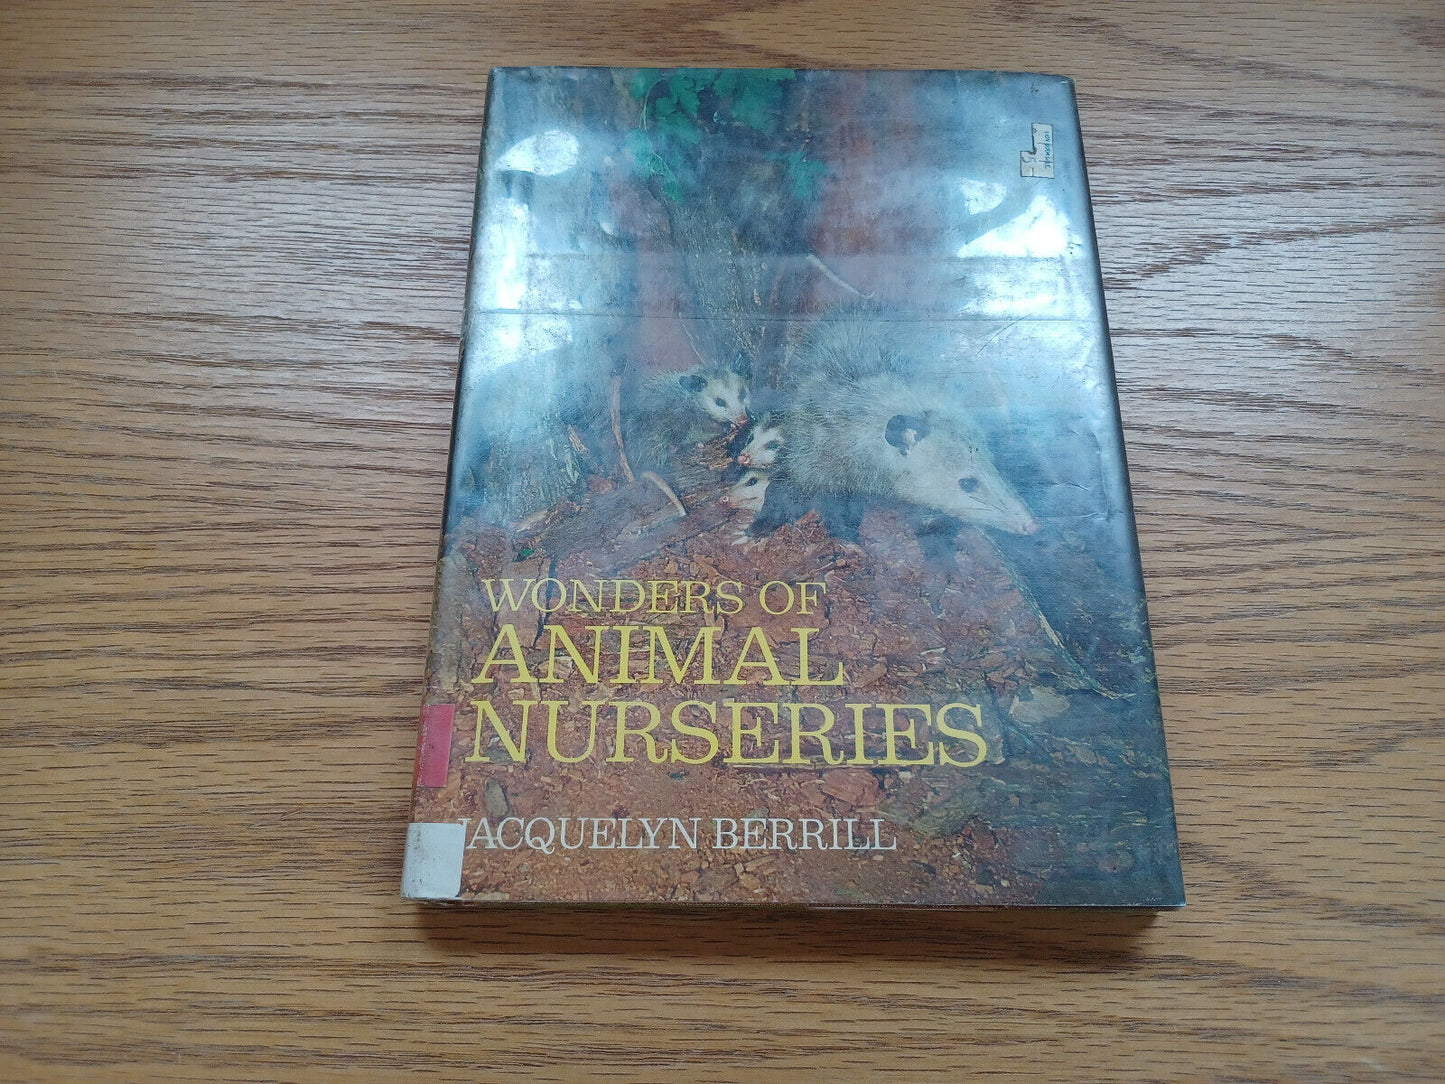 WONDERS OF
ANIMAL
NURSERIES
JACQUELYN BERRILL